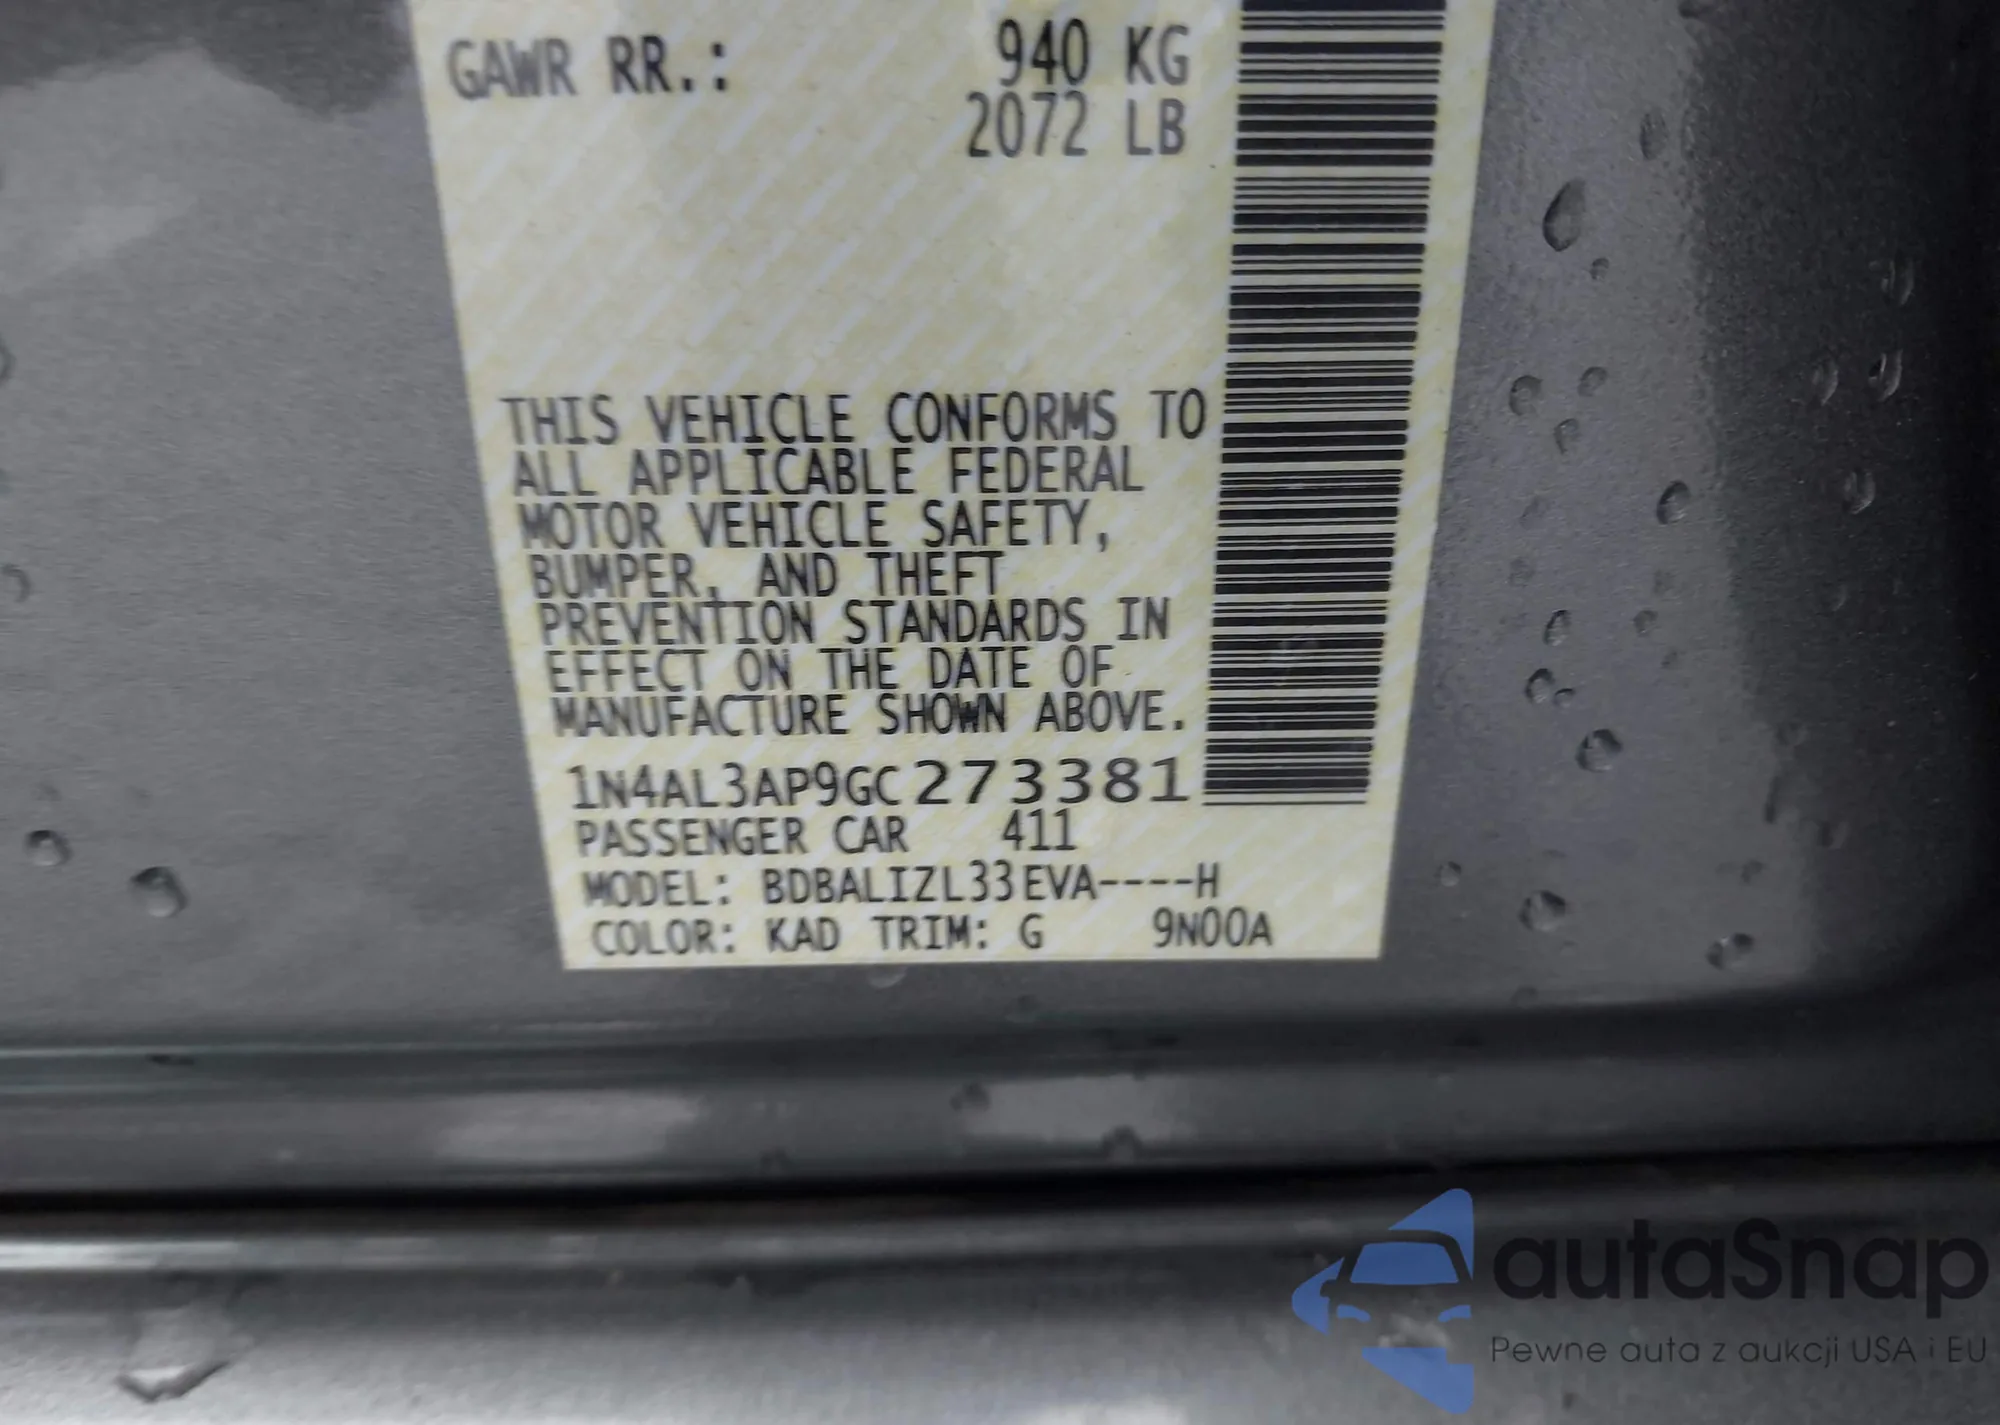 GAWR RR.: 940 KG
2072 LB
THIS VEHICLE CONFORMS TO
ALL APPLICABLE FEDERAL
MOTOR VEHICLE SAFETY,
BUMPER, AND THEFT
PREVENTION STANDARDS IN
EFFECT ON THE DATE OF
MANUFACTURE SHOWN ABOVE.
1N4AL3AP9GC273381
PASSENGER CAR 411
MODEL: BDBALIZL33EVA----H
COLOR: KAD TRIM: G 9N00A
autaSnap
Pewne auta z aukcji USA i EU